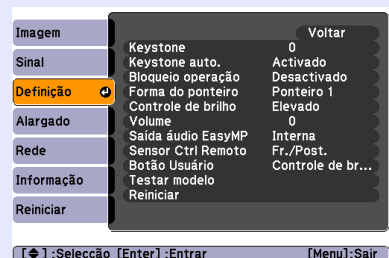 Imagem
Sinal
Definição
Alargado
Rede
Informação
Reiniciar
Voltar
Keystone 0
Keystone auto. Activado
Bloqueio operação Desactivado
Forma do ponteiro Ponteiro 1
Controle de brilho Elevado
Volume 0
Saída áudio EasyMP Interna
Sensor Ctrl Remoto Fr./Post.
Botão Usuário Controle de br...
Testar modelo
Reiniciar
[◆] :Selecção [Enter] :Entrar [Menu]:Sair